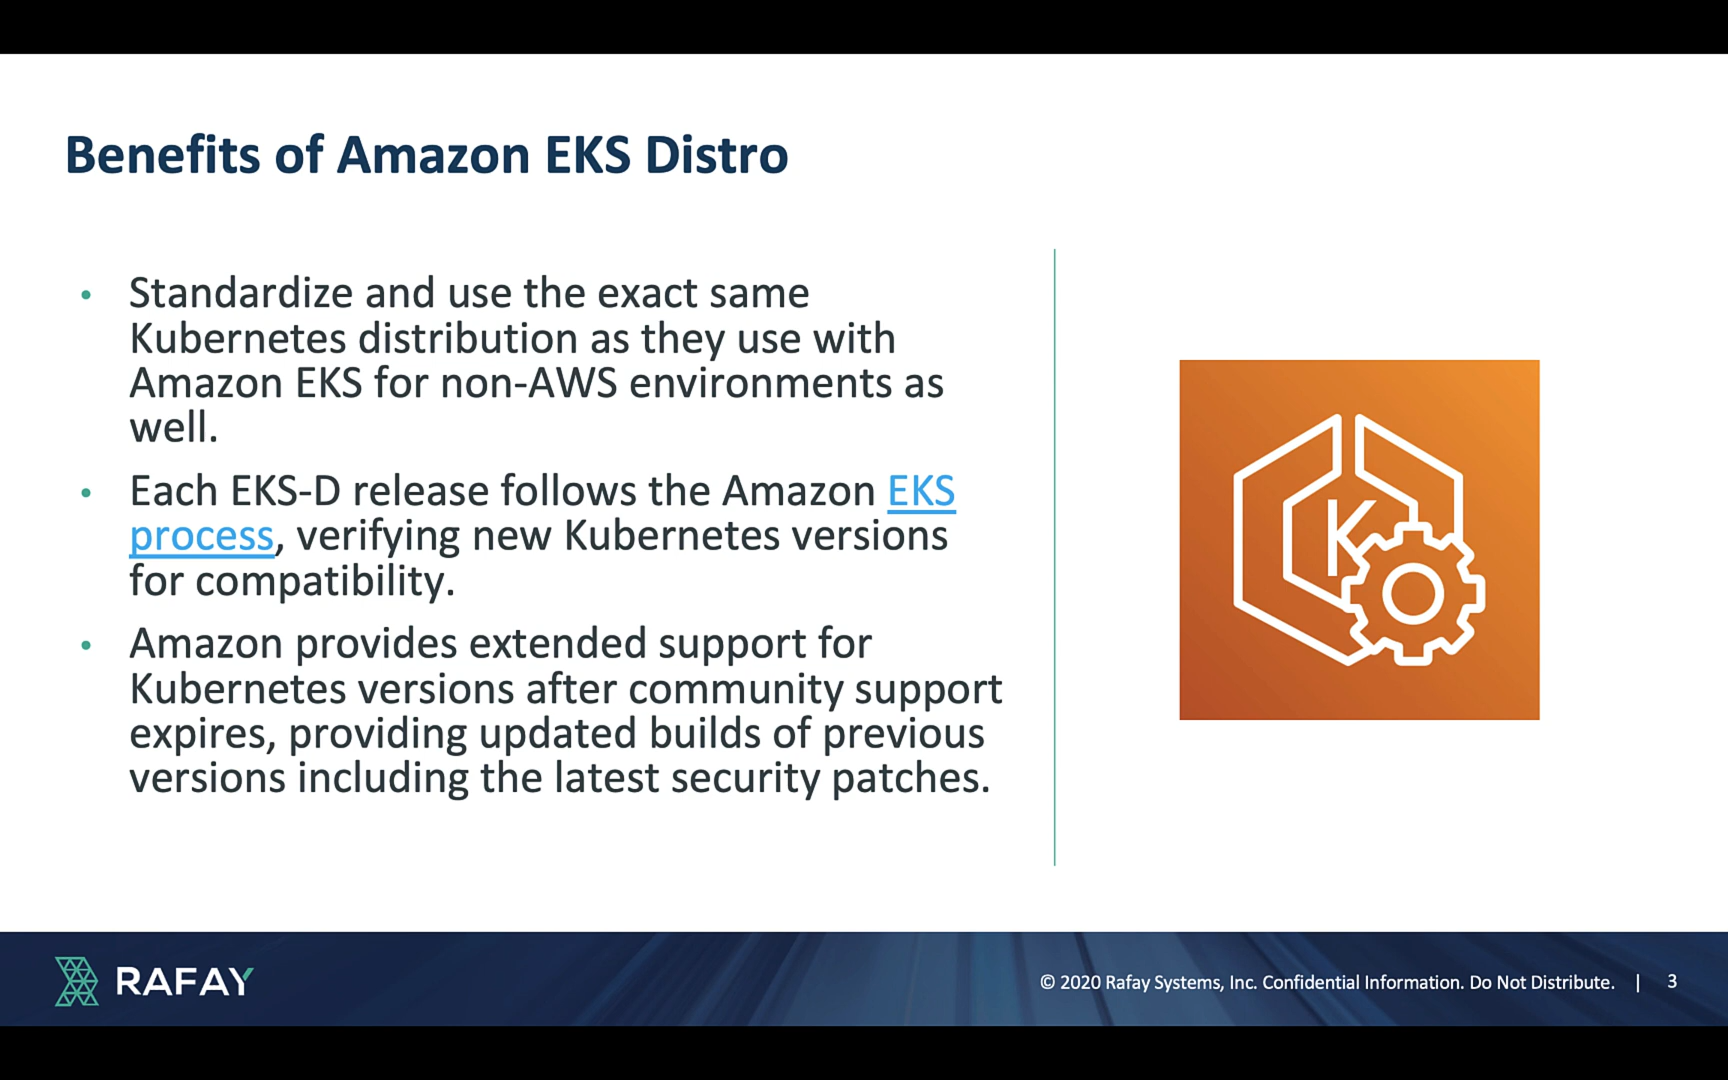 Benefits of Amazon EKS Distro
• Standardize and use the exact same
Kubernetes distribution as they use with
Amazon EKS for non-AWS environments as
well.
• Each EKS-D release follows the Amazon EKS
process, verifying new Kubernetes versions
for compatibility.
• Amazon provides extended support for
Kubernetes versions after community support
expires, providing updated builds of previous
versions including the latest security patches.
K
RAFAY
© 2020 Rafay Systems, Inc. Confidential Information. Do Not Distribute. | 3